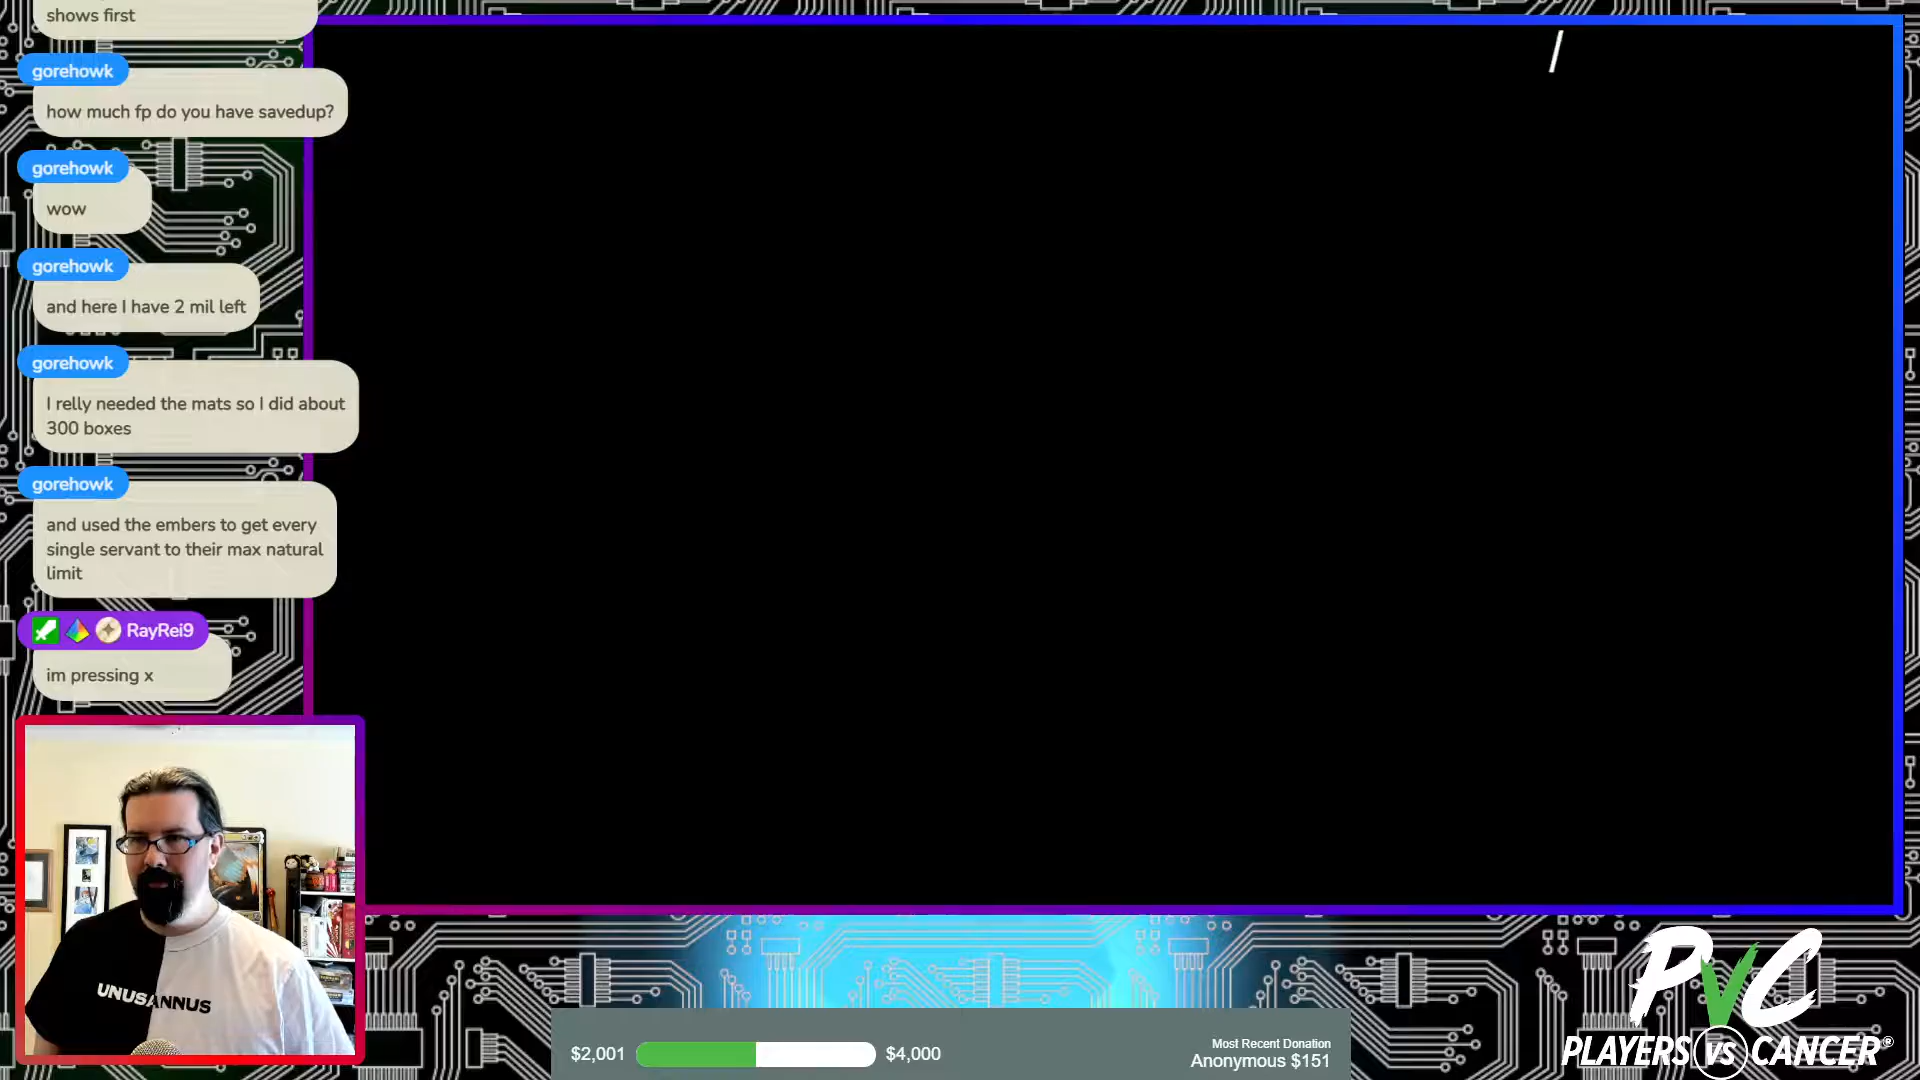 shows first
gorehowk
how much fp do you have savedup?
gorehowk
wow
gorehowk
and here I have 2 mil left
gorehowk
I relly needed the mats so I did about
300 boxes
gorehowk
and used the embers to get every
single servant to their max natural
limit
RayRei9
im pressing x
UNUSANNUS
$2,001
$4,000
Most Recent Donation
Anonymous $151
PVC
PLAYERS VS CANCER®
/